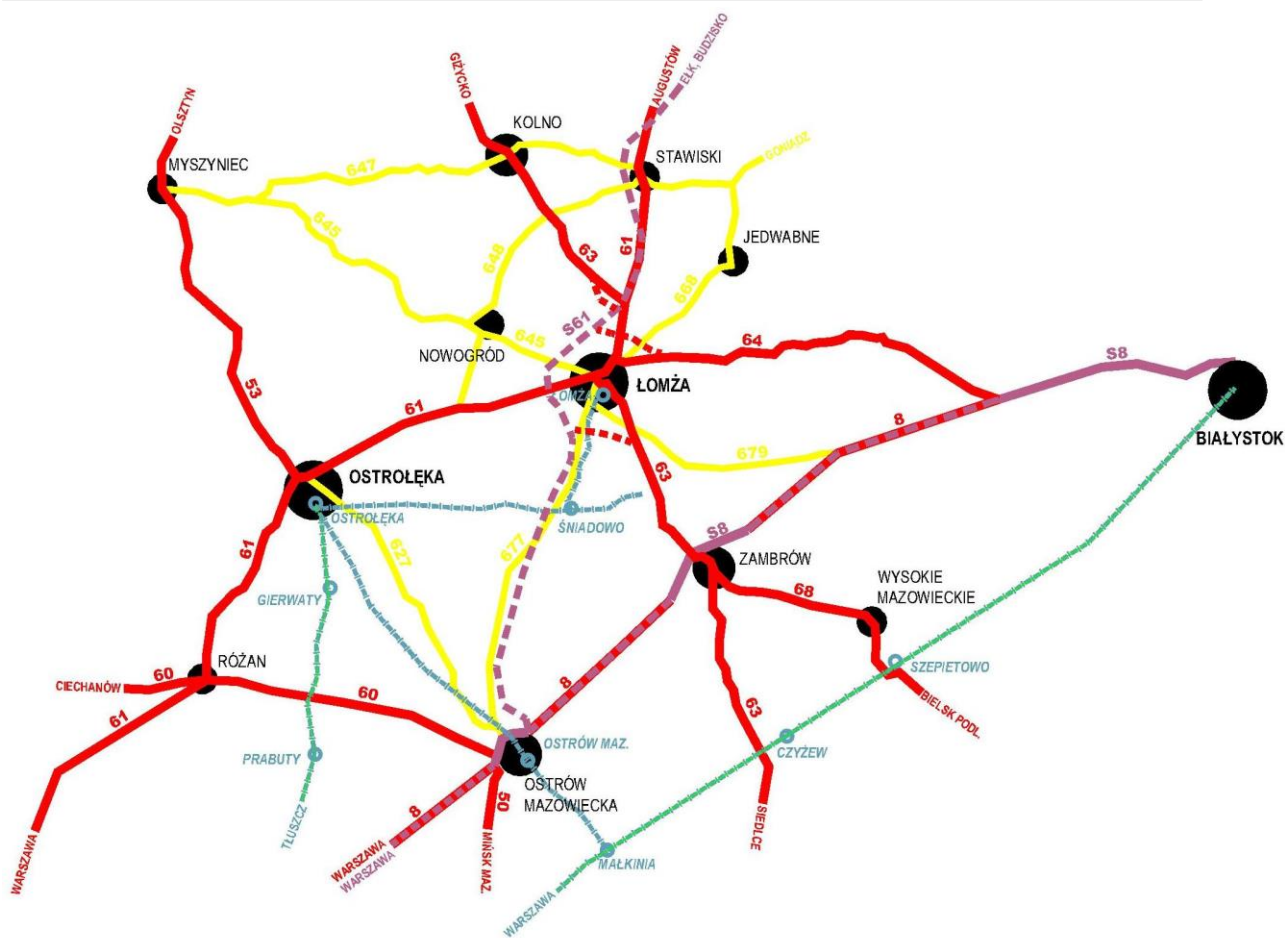 OLSZTYN
GIŻYCKO
AUGUSTÓW
EŁK, BUDZISKO
KOLNO
MYSZYNIEC
STAWISKI
GONIĄDZ
647
645
648
63
61
JEDWABNE
668
S61
NOWOGRÓD
645
64
S8
53
61
ŁOMŻA
ŁOMŻA
8
BIAŁYSTOK
679
63
OSTROŁĘKA
OSTROŁĘKA
ŚNIADOWO
S8
61
627
677
ZAMBRÓW
68
WYSOKIE
MAZOWIECKIE
GIERWATY
RÓŻAN
60
CIECHANÓW
61
60
8
63
SZEPIETOWO
BIELSK PODL.
PRABUTY
OSTRÓW MAZ.
CZYŻEW
OSTRÓW
MAZOWIECKA
8
50
TŁUSZCZ
SIEDLCE
WARSZAWA
WARSZAWA
WARSZAWA
MIŃSK MAZ.
MAŁKINIA
WARSZAWA